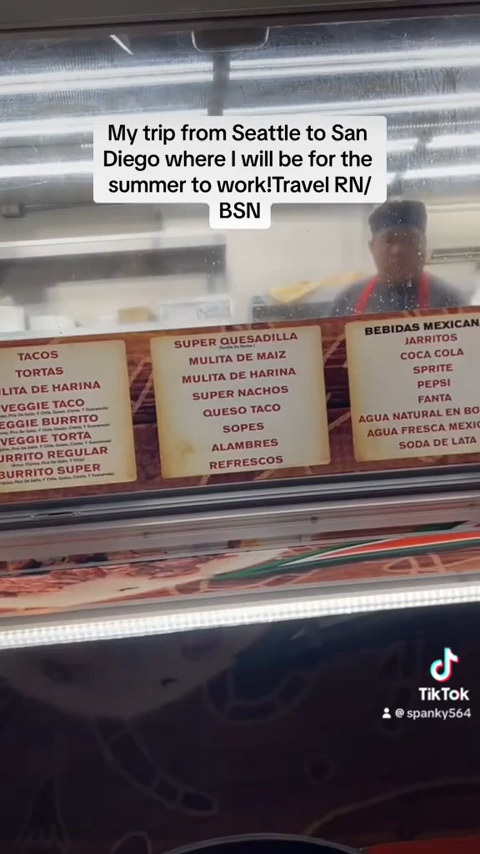 My trip from Seattle to San
Diego where I will be for the
summer to work!Travel RN/
BSN
TACOS
TORTAS
LITA DE HARINA
VEGGIE TACO
EGGIE BURRITO
VEGGIE TORTA
RRITO REGULAR
BURRITO SUPER
SUPER QUESADILLA
MULITA DE MAIZ
MULITA DE HARINA
SUPER NACHOS
QUESO TACO
SOPES
ALAMBRES
REFRESCOS
BEBIDAS MEXICAN
JARRITOS
COCA COLA
SPRITE
PEPSI
FANTA
AGUA NATURAL EN BO
AGUA FRESCA MEXIC
SODA DE LATA
TikTok
@spanky564